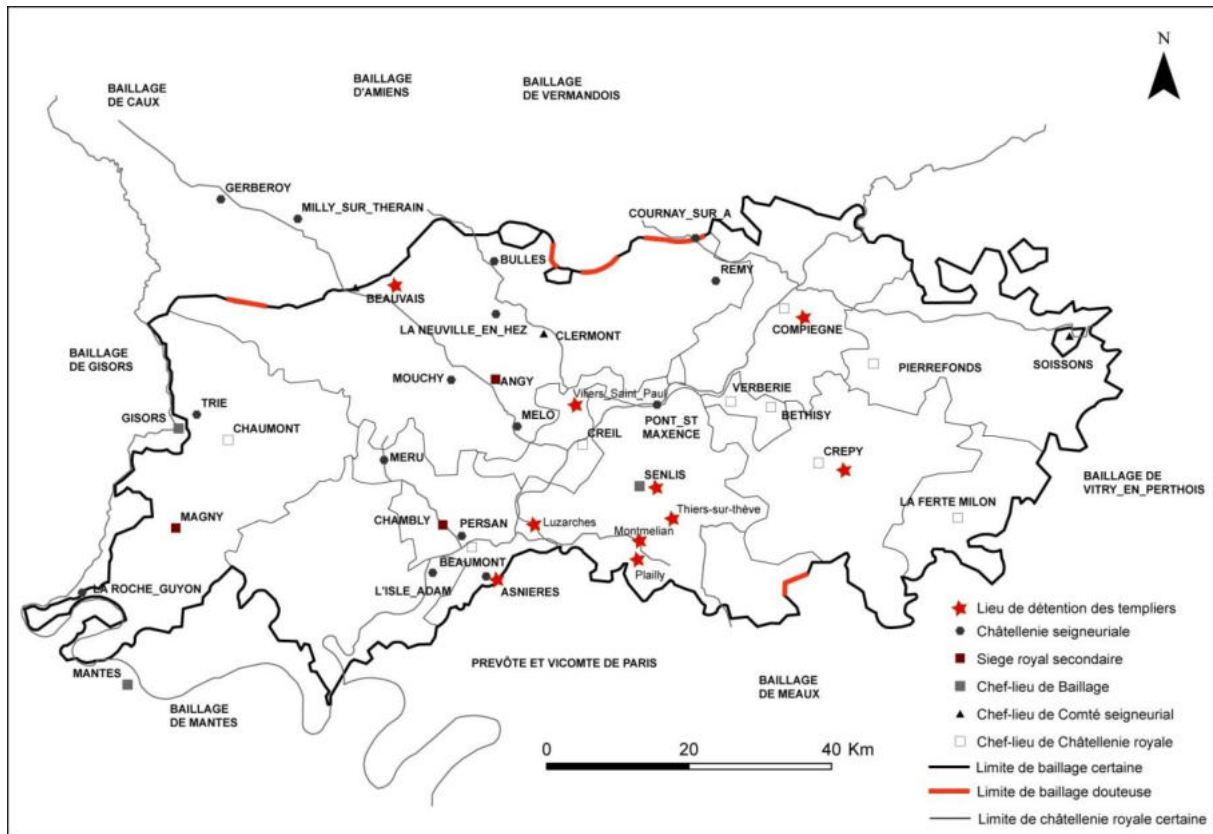 N
BAILLAGE
DE CAUX
BAILLAGE
D'AMIENS
BAILLAGE
DE VERMANDOIS
GERBEROY
MILLY_SUR_THERAIN
COURNAY_SUR_A
BULLES
REMY
BEAUVAIS
LA NEUVILLE_EN_HEZ
CLERMONT
COMPIEGNE
SOISSONS
BAILLAGE
DE GISORS
PIERREFONDS
MOUCHY
ANGY
Villers_Saint_Paul
VERBERIE
BETHISY
TRIE
GISORS
CHAUMONT
MELO
PONT_ST
MAXENCE
CREIL
MERU
SENLIS
CREPY
BAILLAGE DE
VITRY_EN_PERTHOIS
MAGNY
CHAMBLY
PERSAN
Luzarches
Thiers-sur-thève
LA FERTE MILON
Montmelian
BEAUMONT
Plailly
LA ROCHE_GUYON
L'ISLE_ADAM
ASNIERES
MANTES
BAILLAGE
DE MANTES
PREVÔTE ET VICOMTE DE PARIS
BAILLAGE
DE MEAUX
Lieu de détention des templiers
Châtellenie seigneuriale
Siege royal secondaire
Chef-lieu de Baillage
Chef-lieu de Comté seigneurial
Chef-lieu de Châtellenie royale
Limite de baillage certaine
Limite de baillage douteuse
Limite de châtellenie royale certaine
0 20 40 Km